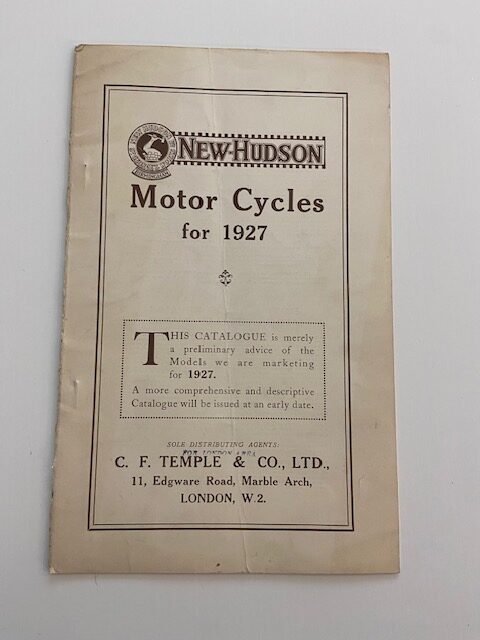 NEW-HUDSON
BIRMINGHAM
Motor Cycles
for 1927
THIS CATALOGUE is merely
a preliminary advice of the
Models we are marketing
for 1927.
A more comprehensive and descriptive
Catalogue will be issued at an early date.
SOLE DISTRIBUTING AGENTS:
FOR LONDON AREA
C. F. TEMPLE & CO., LTD.,
11, Edgware Road, Marble Arch,
LONDON, W.2.